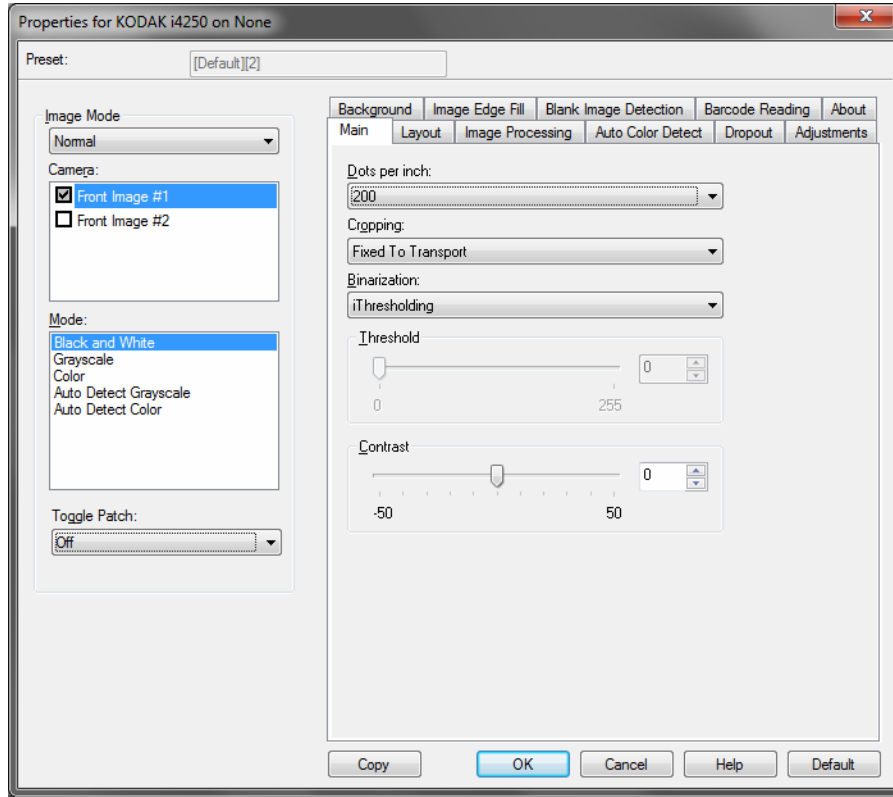 Properties for KODAK i4250 on None
Preset:
[Default][2]
Image Mode
Normal
Camera:
Front Image #1
Front Image #2
Mode:
Black and White
Grayscale
Color
Auto Detect Grayscale
Auto Detect Color
Toggle Patch:
Off
Background Image Edge Fill Blank Image Detection Barcode Reading About
Main Layout Image Processing Auto Color Detect Dropout Adjustments
Dots per inch:
200
Cropping:
Fixed To Transport
Binarization:
iThresholding
Threshold
0
0 255
Contrast
0
-50 50
Copy OK Cancel Help Default